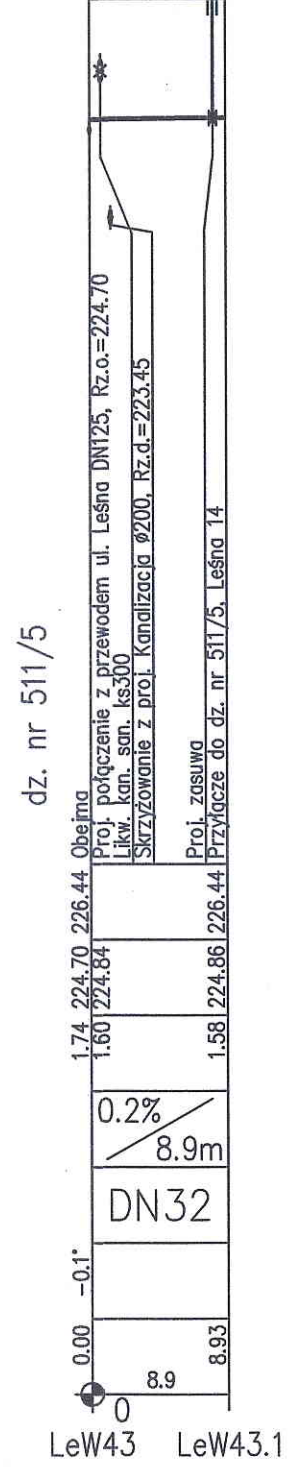 dz. nr 511/5
Obejma
Proj. połączenie z przewodem ul. Leśna DN125, Rz.o.=224.70
Likw. kan. san. ks300
Skrzyżowanie z proj. Kanalizacja ø200, Rz.d.=223.45
Proj. zasuwa
Przyłącze do dz. nr 511/5, Leśna 14
1.74 224.70 226.44
1.60 224.84
1.58 224.86 226.44
0.2%
8.9m
DN32
0.00 -0.1°
8.93
8.9
0
LeW43 LeW43.1